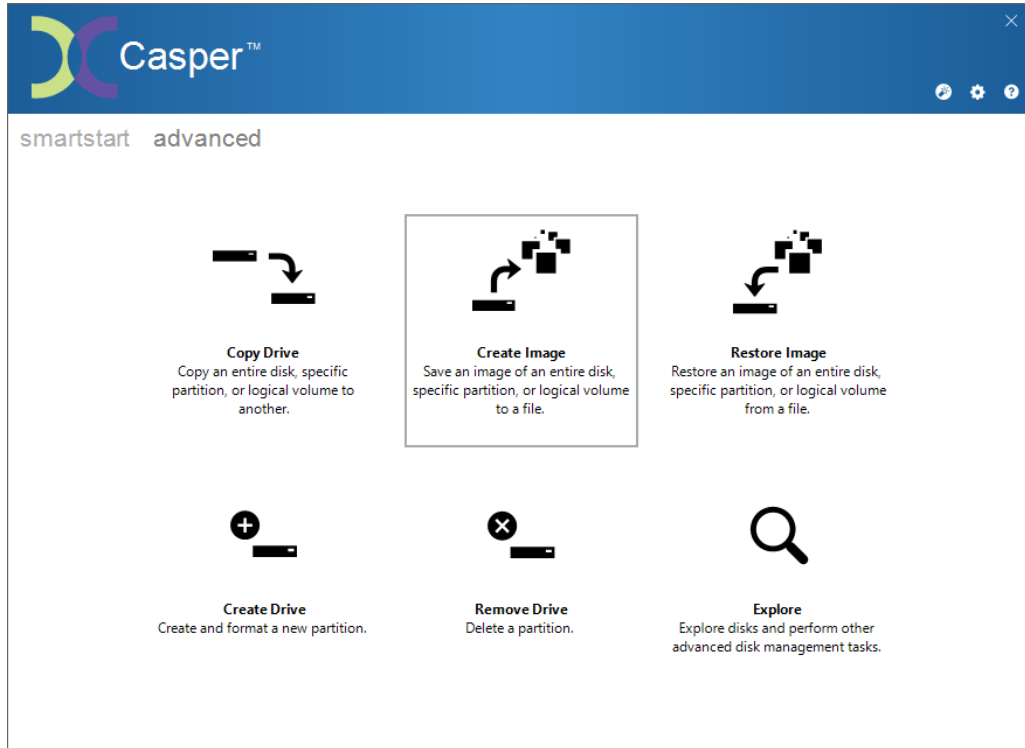 Casper™
smartstart advanced
Copy Drive
Copy an entire disk, specific
partition, or logical volume to
another.
Create Image
Save an image of an entire disk,
specific partition, or logical volume
to a file.
Restore Image
Restore an image of an entire disk,
specific partition, or logical volume
from a file.
Create Drive
Create and format a new partition.
Remove Drive
Delete a partition.
Explore
Explore disks and perform other
advanced disk management tasks.